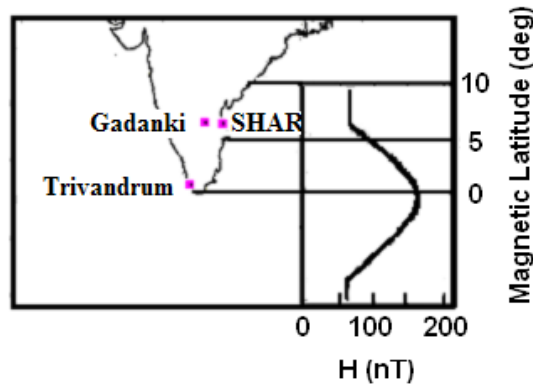 10
Gadanki SHAR
5
Trivandrum
0
Magnetic Latitude (deg)
0 100 200
H (nT)